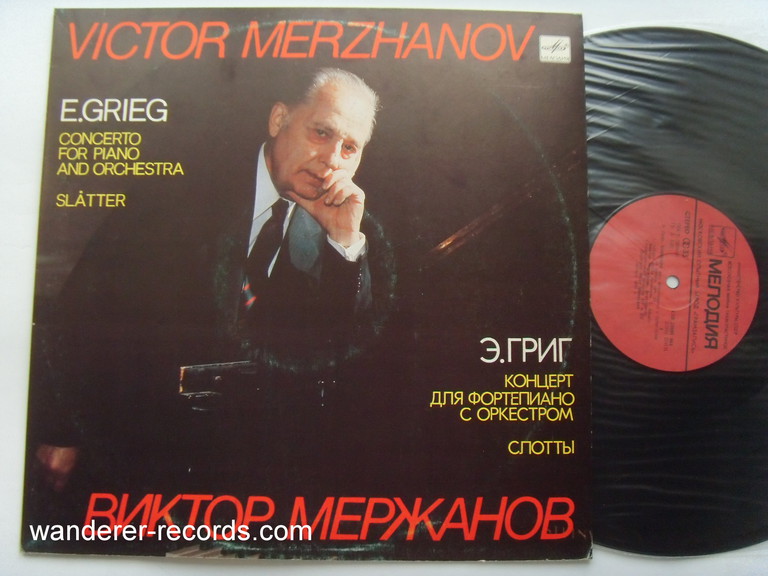 VICTOR MERZHANOV
E.GRIEG
CONCERTO
FOR PIANO
AND ORCHESTRA
SLÅTTER
Э.ГРИГ
КОНЦЕРТ
ДЛЯ ФОРТЕПИАНО
С ОРКЕСТРОМ
СЛОТТЫ
ВИКТОР МЕРЖАНОВ
МЕЛОДИЯ
wanderer-records.com